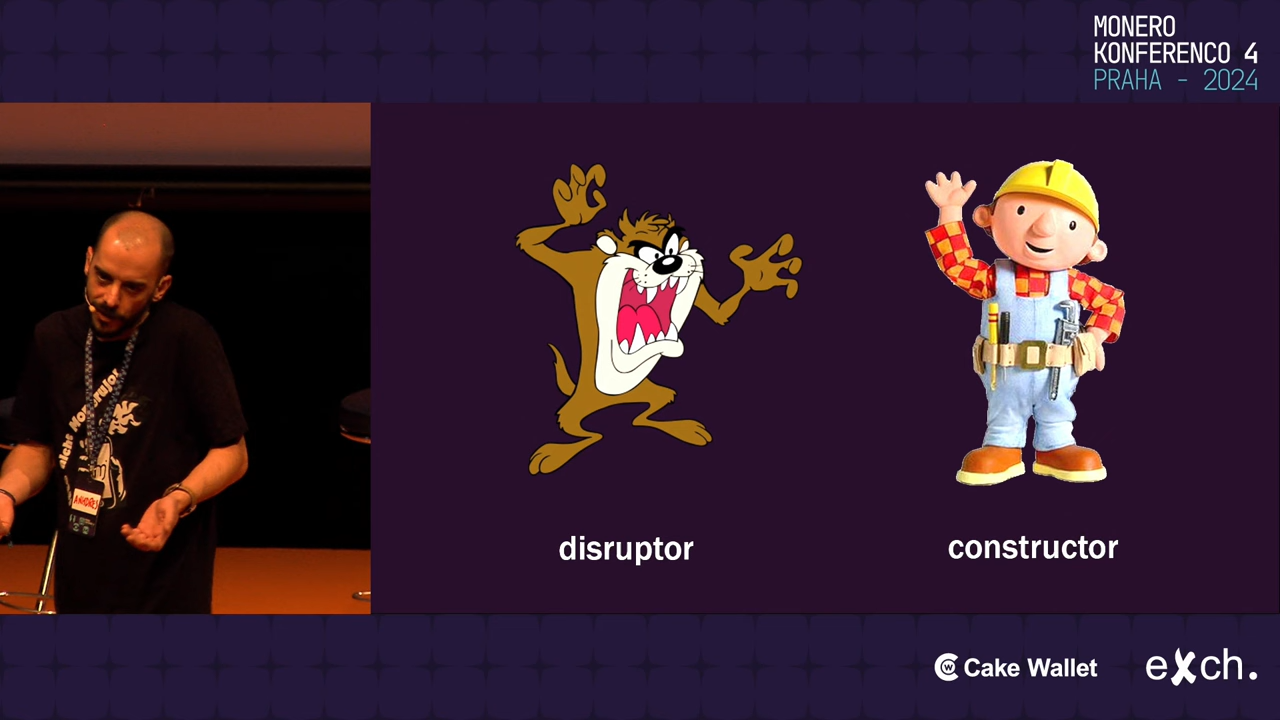 MONERO
KONFERENCO 4
PRAHA - 2024
disruptor
constructor
Cake Wallet
eXch.